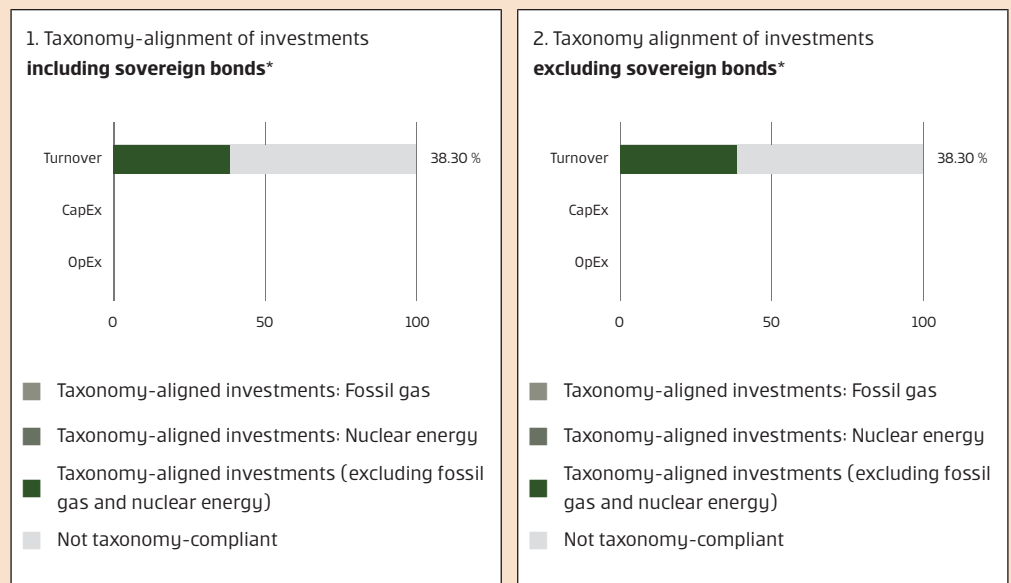 1. Taxonomy-alignment of investments
including sovereign bonds*
Turnover
38.30 %
CapEx
OpEx
0
50
100
Taxonomy-aligned investments: Fossil gas
Taxonomy-aligned investments: Nuclear energy
Taxonomy-aligned investments (excluding fossil
gas and nuclear energy)
Not taxonomy-compliant
2. Taxonomy alignment of investments
excluding sovereign bonds*
Turnover
38.30 %
CapEx
OpEx
0
50
100
Taxonomy-aligned investments: Fossil gas
Taxonomy-aligned investments: Nuclear energy
Taxonomy-aligned investments (excluding fossil
gas and nuclear energy)
Not taxonomy-compliant